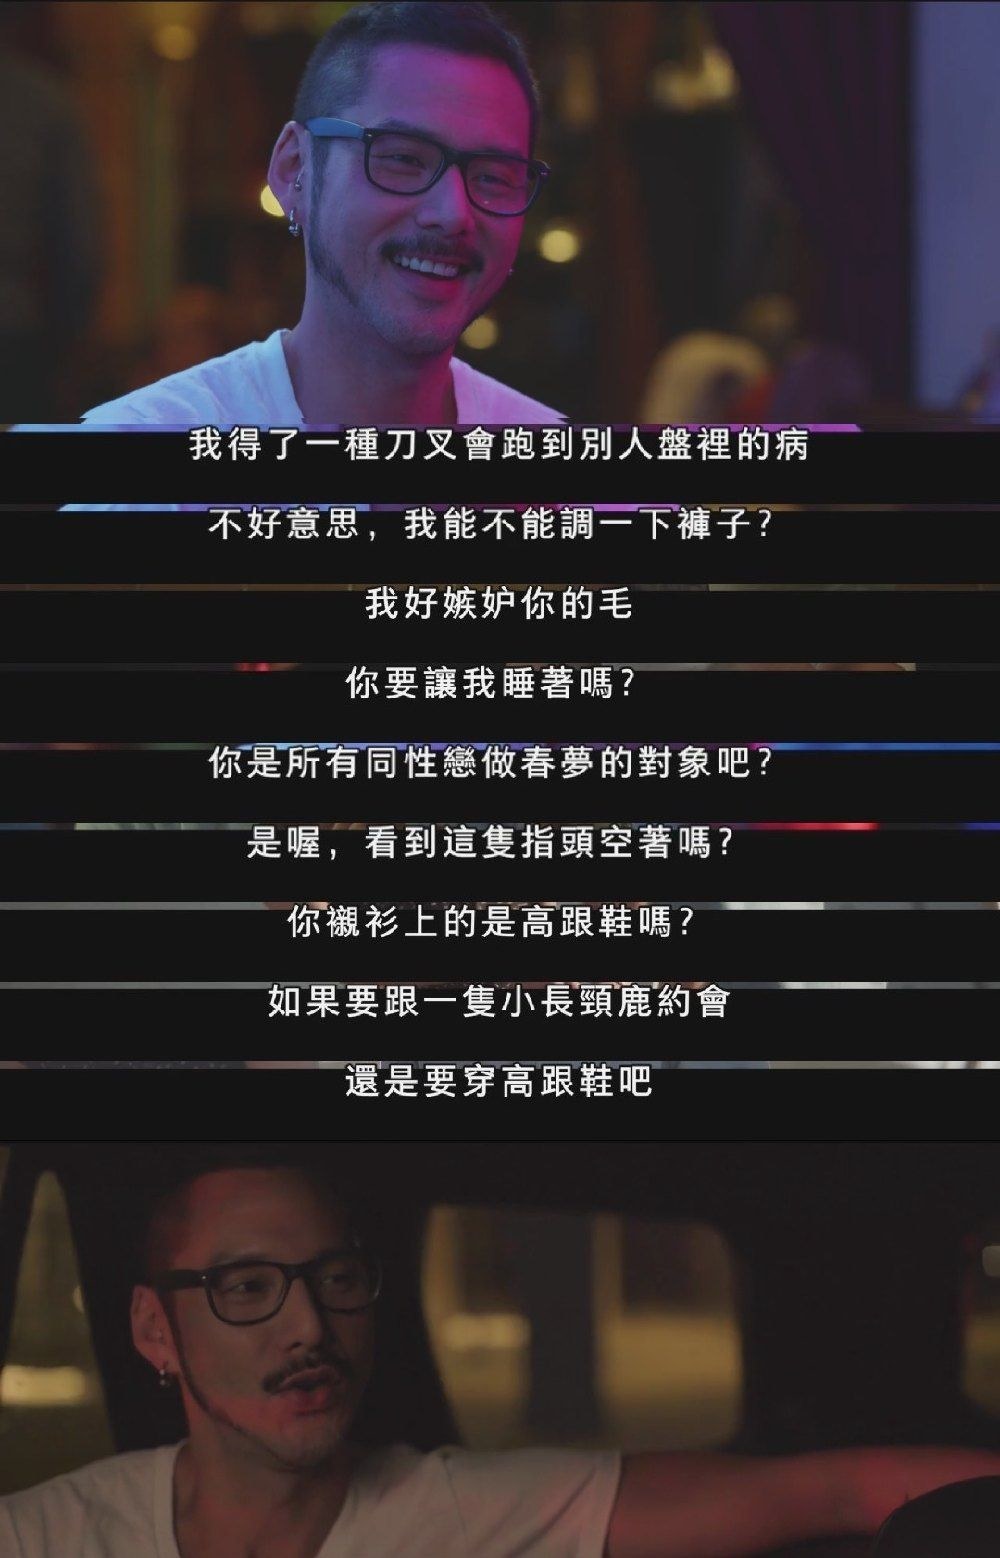 我得了一種刀叉會跑到別人盤裡的病
不好意思，我能不能調一下褲子?
我好嫉妒你的毛
你要讓我睡著嗎?
你是所有同性戀做春夢的對象吧?
是喔，看到這隻指頭空著嗎?
你襯衫上的是高跟鞋嗎?
如果要跟一隻小長頸鹿約會
還是要穿高跟鞋吧